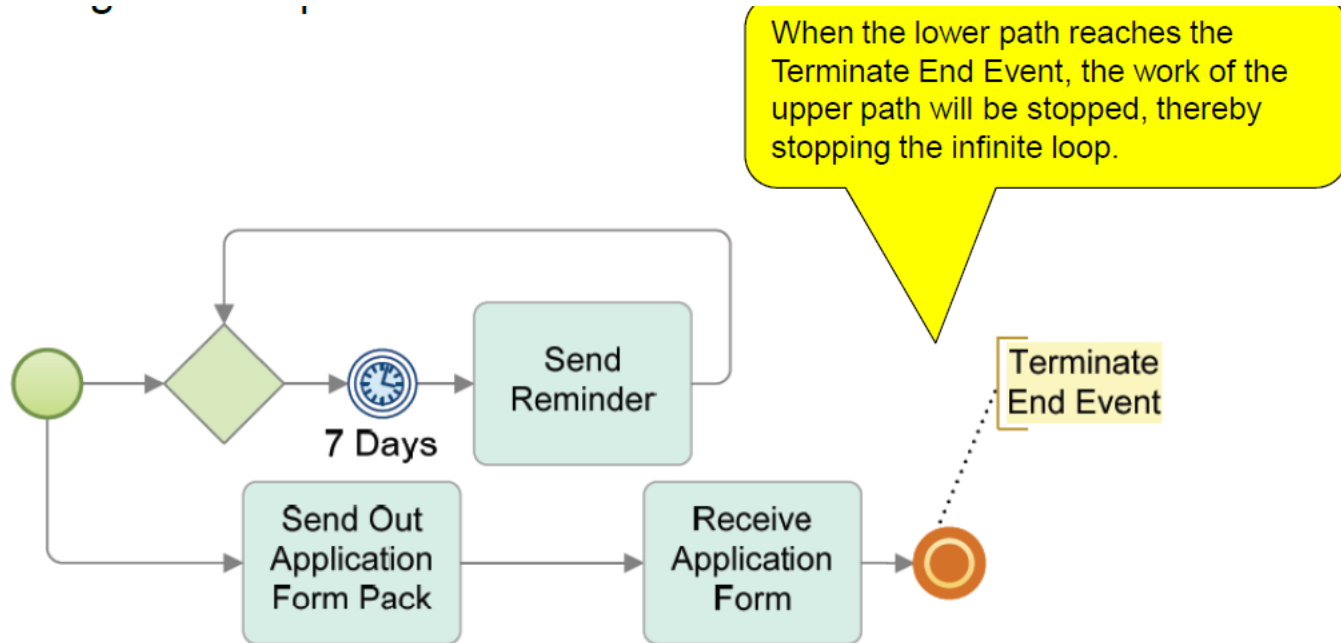 When the lower path reaches the
Terminate End Event, the work of the
upper path will be stopped, thereby
stopping the infinite loop.
Send
Reminder
7 Days
Terminate
End Event
Send Out
Application
Form Pack
Receive
Application
Form